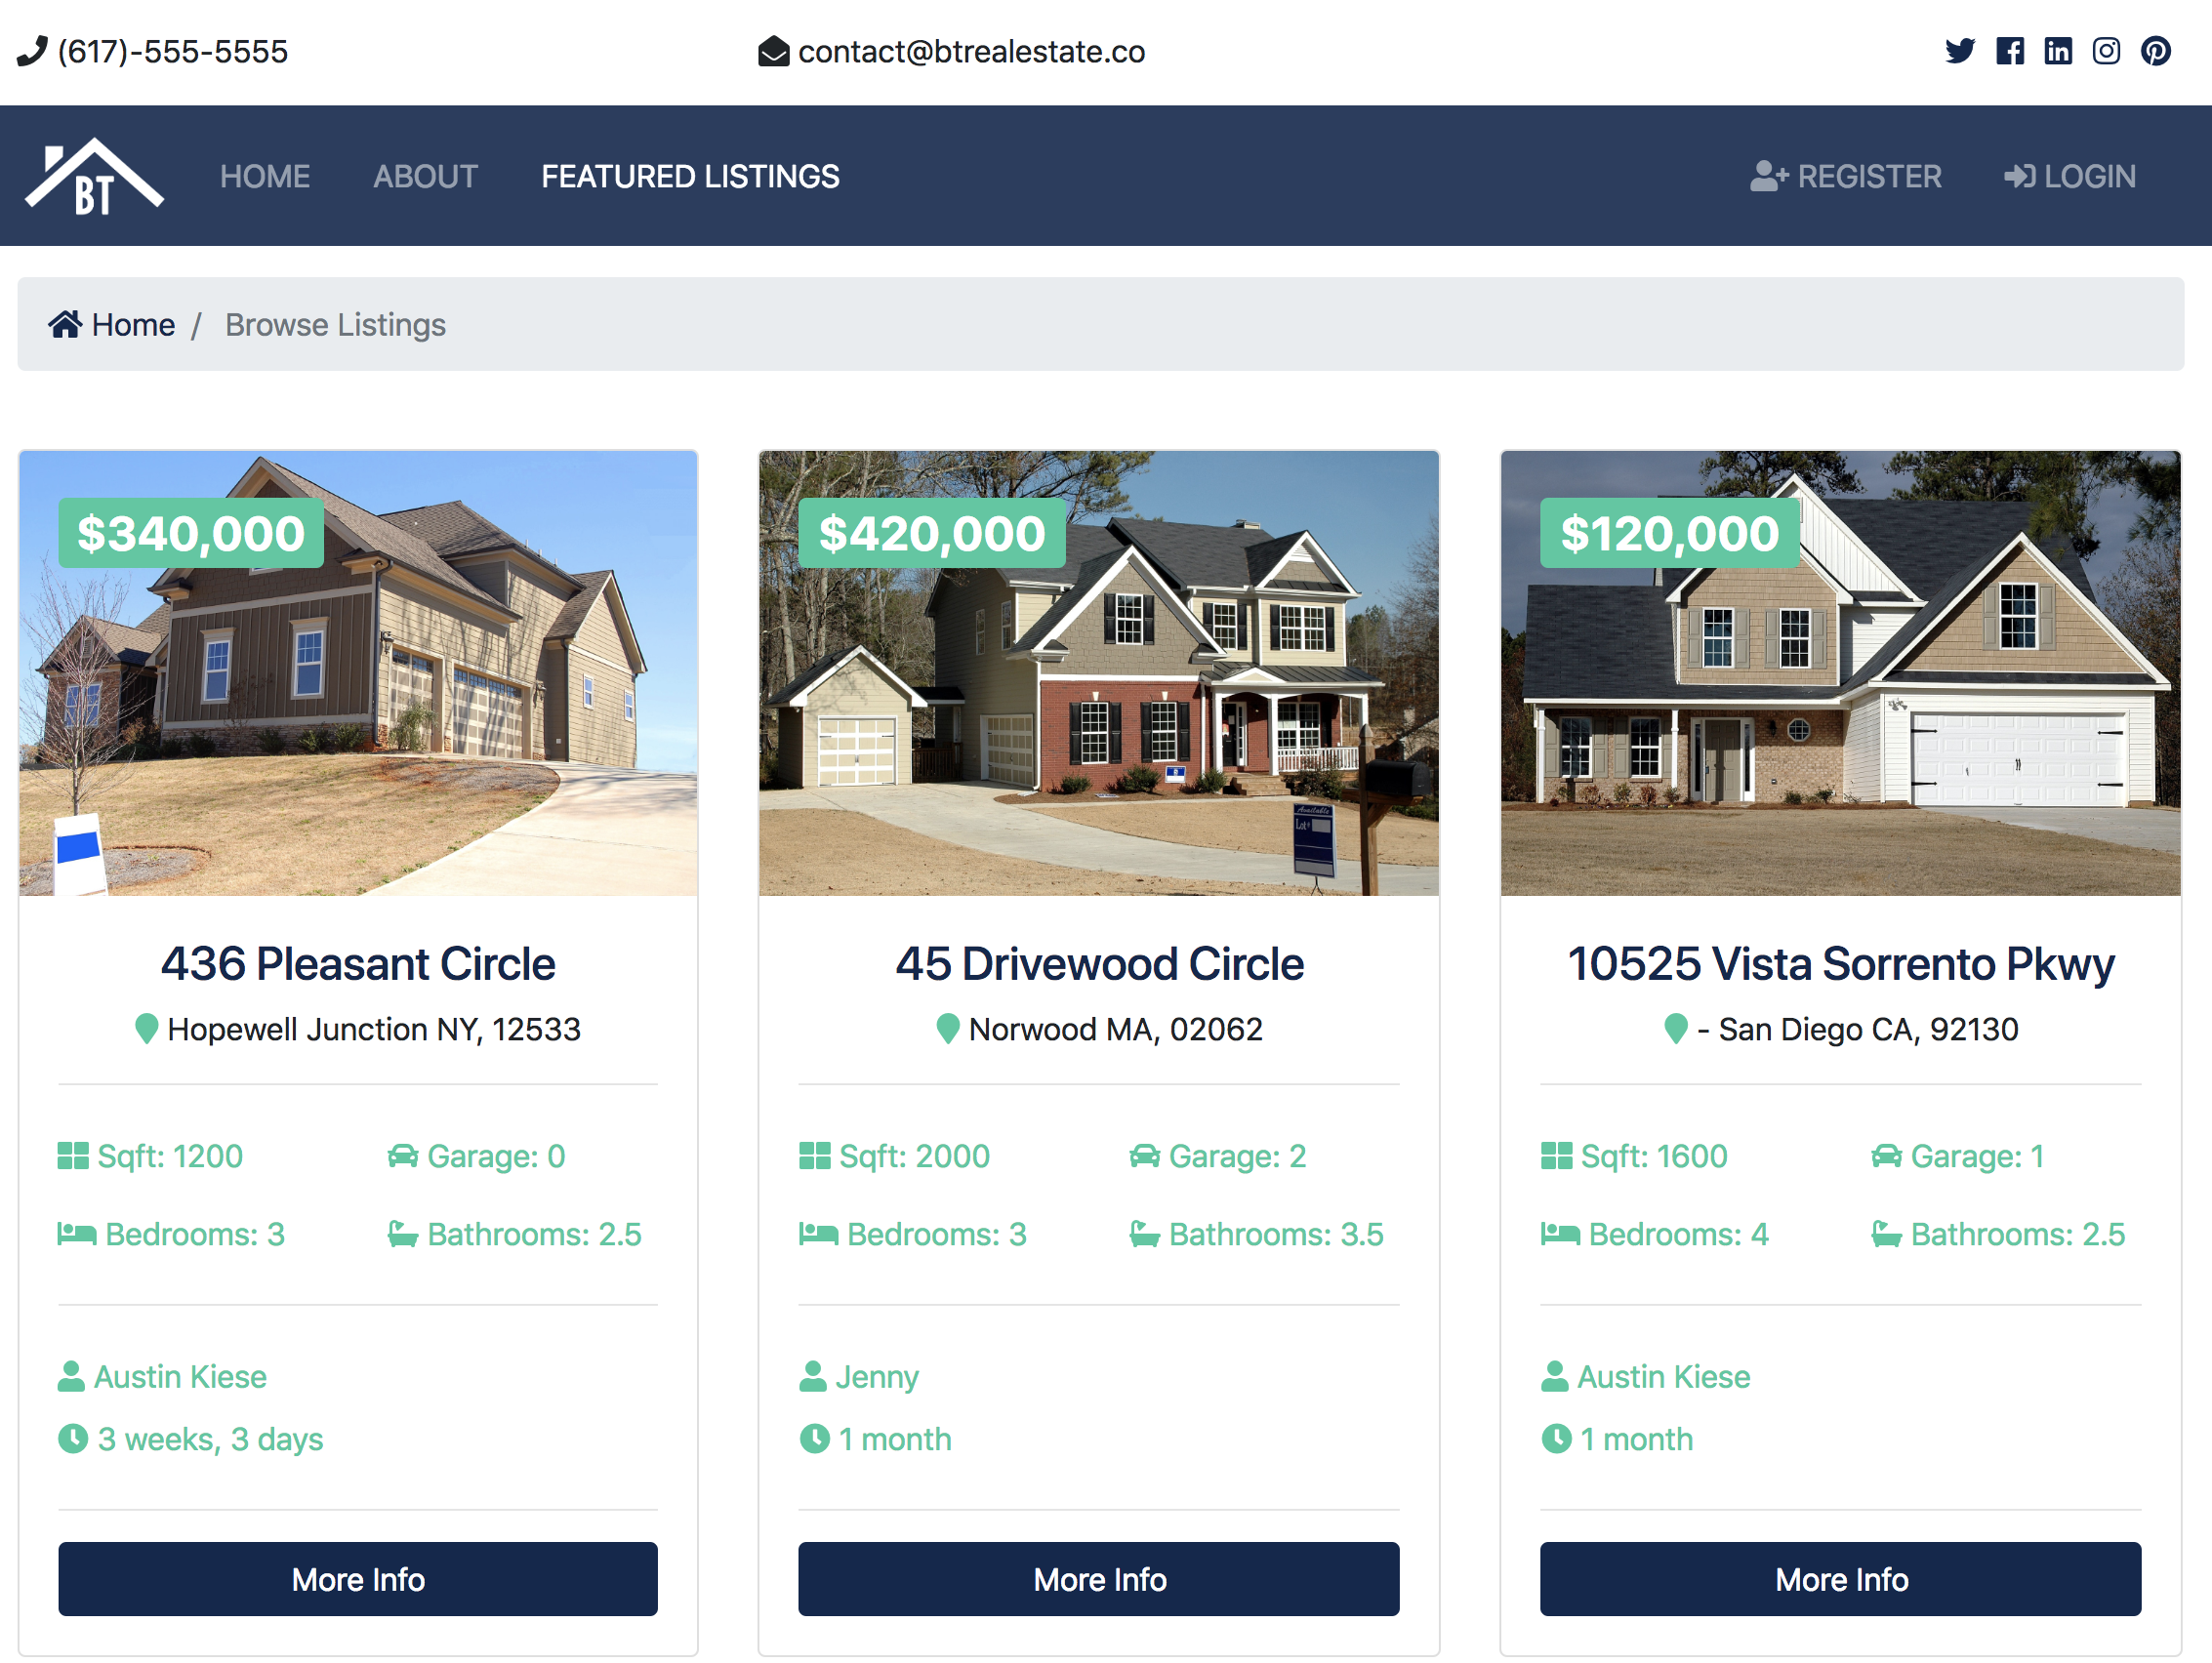 (617)-555-5555
contact@btrealestate.co
BT
HOME
ABOUT
FEATURED LISTINGS
REGISTER
LOGIN
Home / Browse Listings
$340,000
436 Pleasant Circle
Hopewell Junction NY, 12533
Sqft: 1200
Garage: 0
Bedrooms: 3
Bathrooms: 2.5
Austin Kiese
3 weeks, 3 days
More Info
$420,000
Available
Lot#
45 Drivewood Circle
Norwood MA, 02062
Sqft: 2000
Garage: 2
Bedrooms: 3
Bathrooms: 3.5
Jenny
1 month
More Info
$120,000
10525 Vista Sorrento Pkwy
- San Diego CA, 92130
Sqft: 1600
Garage: 1
Bedrooms: 4
Bathrooms: 2.5
Austin Kiese
1 month
More Info